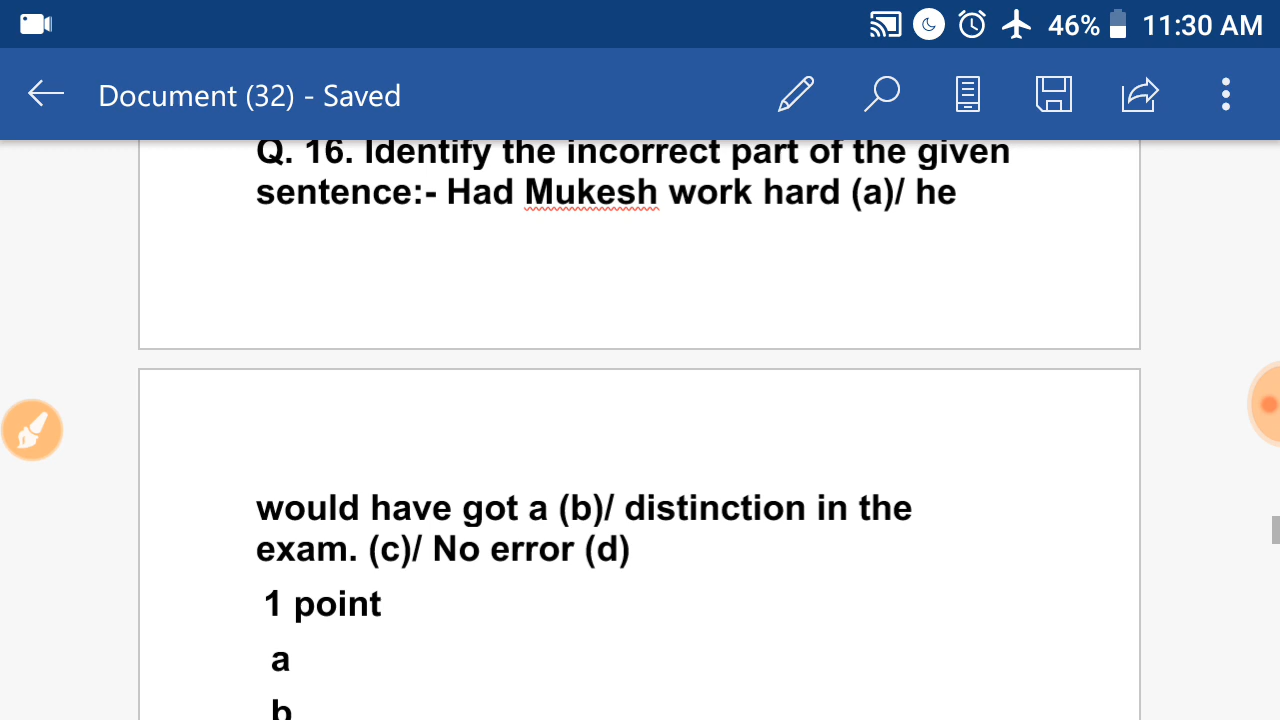 46% 11:30 AM
Document (32) - Saved
Q. 16. Identify the incorrect part of the given
sentence:- Had Mukesh work hard (a)/ he
would have got a (b)/ distinction in the
exam. (c)/ No error (d)
1 point
a
b